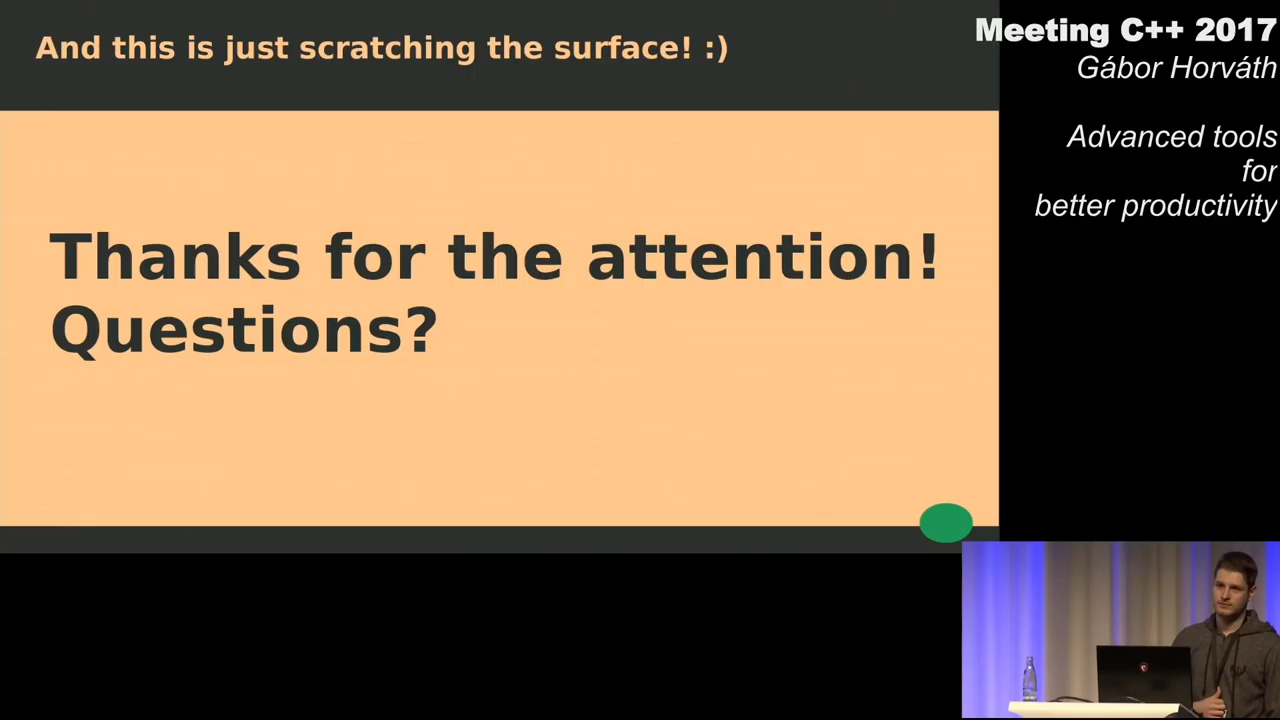 And this is just scratching the surface! :)
Thanks for the attention!
Questions?
Meeting C++ 2017
Gábor Horváth
Advanced tools
for
better productivity